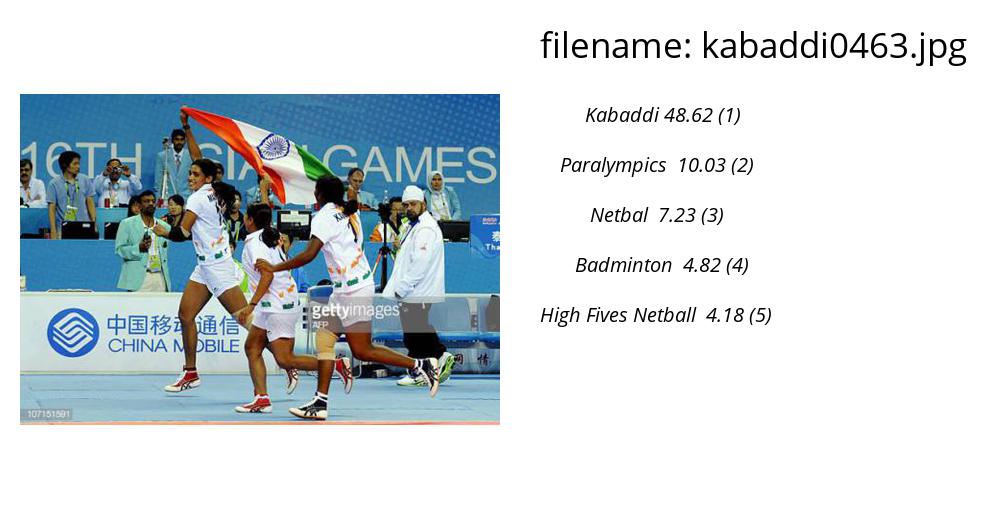 filename: kabaddi0463.jpg
Kabaddi 48.62 (1)
Paralympics 10.03 (2)
Netbal 7.23 (3)
Badminton 4.82 (4)
High Fives Netball 4.18 (5)
16TH ASIAN GAMES
中国移动通信
CHINA MOBILE
gettyimages
AFP
107151591